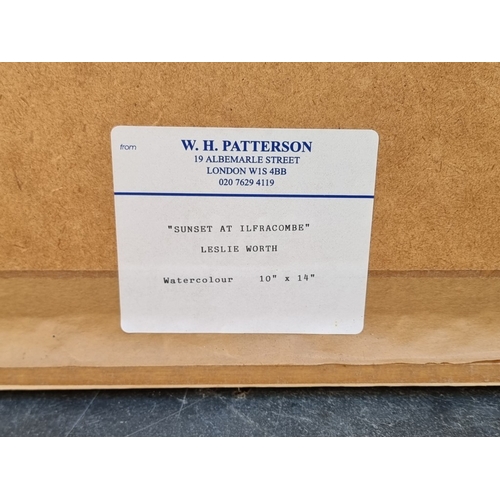 from
W. H. PATTERSON
19 ALBEMARLE STREET
LONDON W1S 4BB
020 7629 4119
"SUNSET AT ILFRACOMBE"
LESLIE WORTH
Watercolour 10" x 14"